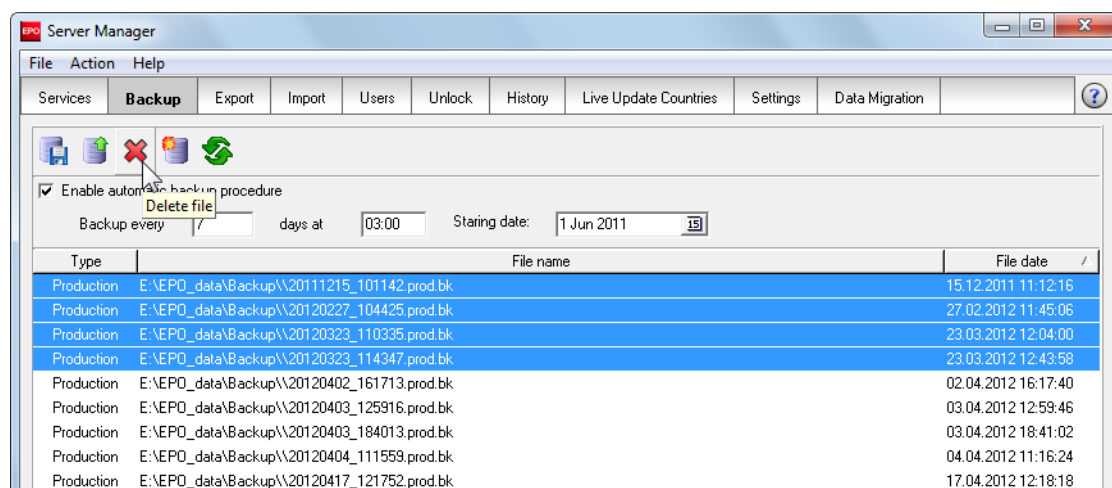 EPO Server Manager
File Action Help
Services Backup Export Import Users Unlock History Live Update Countries Settings Data Migration ?
Enable automatic backup procedure
Delete file
Backup every 7 days at 03:00 Staring date: 1 Jun 2011 15
Type File name File date
Production E:\EPO_data\Backup\\20111215_101142.prod.bk 15.12.2011 11:12:16
Production E:\EPO_data\Backup\\20120227_104425.prod.bk 27.02.2012 11:45:06
Production E:\EPO_data\Backup\\20120323_110335.prod.bk 23.03.2012 12:04:00
Production E:\EPO_data\Backup\\20120323_114347.prod.bk 23.03.2012 12:43:58
Production E:\EPO_data\Backup\\20120402_161713.prod.bk 02.04.2012 16:17:40
Production E:\EPO_data\Backup\\20120403_125916.prod.bk 03.04.2012 12:59:46
Production E:\EPO_data\Backup\\20120403_184013.prod.bk 03.04.2012 18:41:02
Production E:\EPO_data\Backup\\20120404_111559.prod.bk 04.04.2012 11:16:24
Production E:\EPO_data\Backup\\20120417_121752.prod.bk 17.04.2012 12:18:18